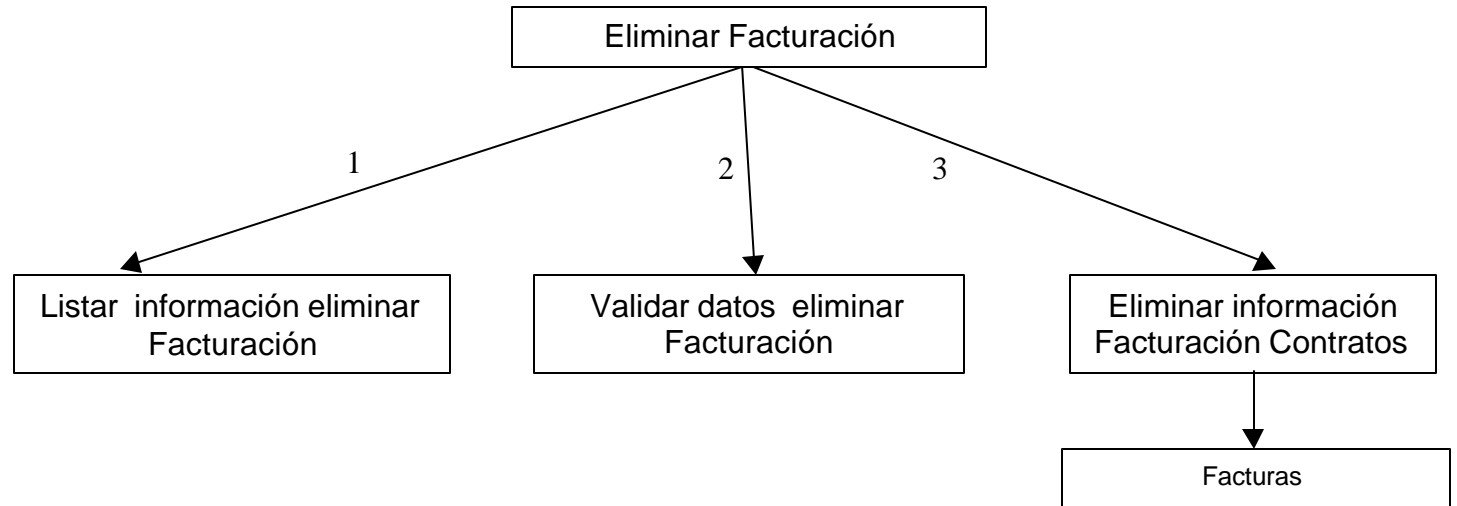 Eliminar Facturación
1
2
3
Listar información eliminar
Facturación
Validar datos eliminar
Facturación
Eliminar información
Facturación Contratos
Facturas